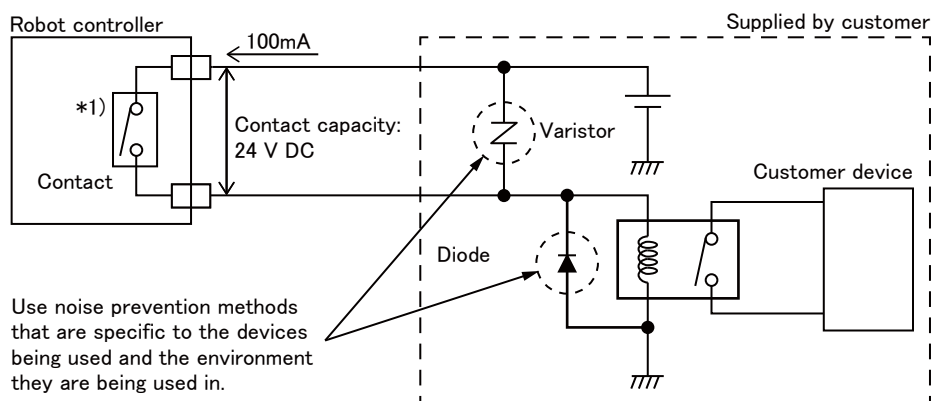 Robot controller
Supplied by customer
100mA
*1)
Contact capacity:
24 V DC
Varistor
Contact
Customer device
Diode
Use noise prevention methods
that are specific to the devices
being used and the environment
they are being used in.